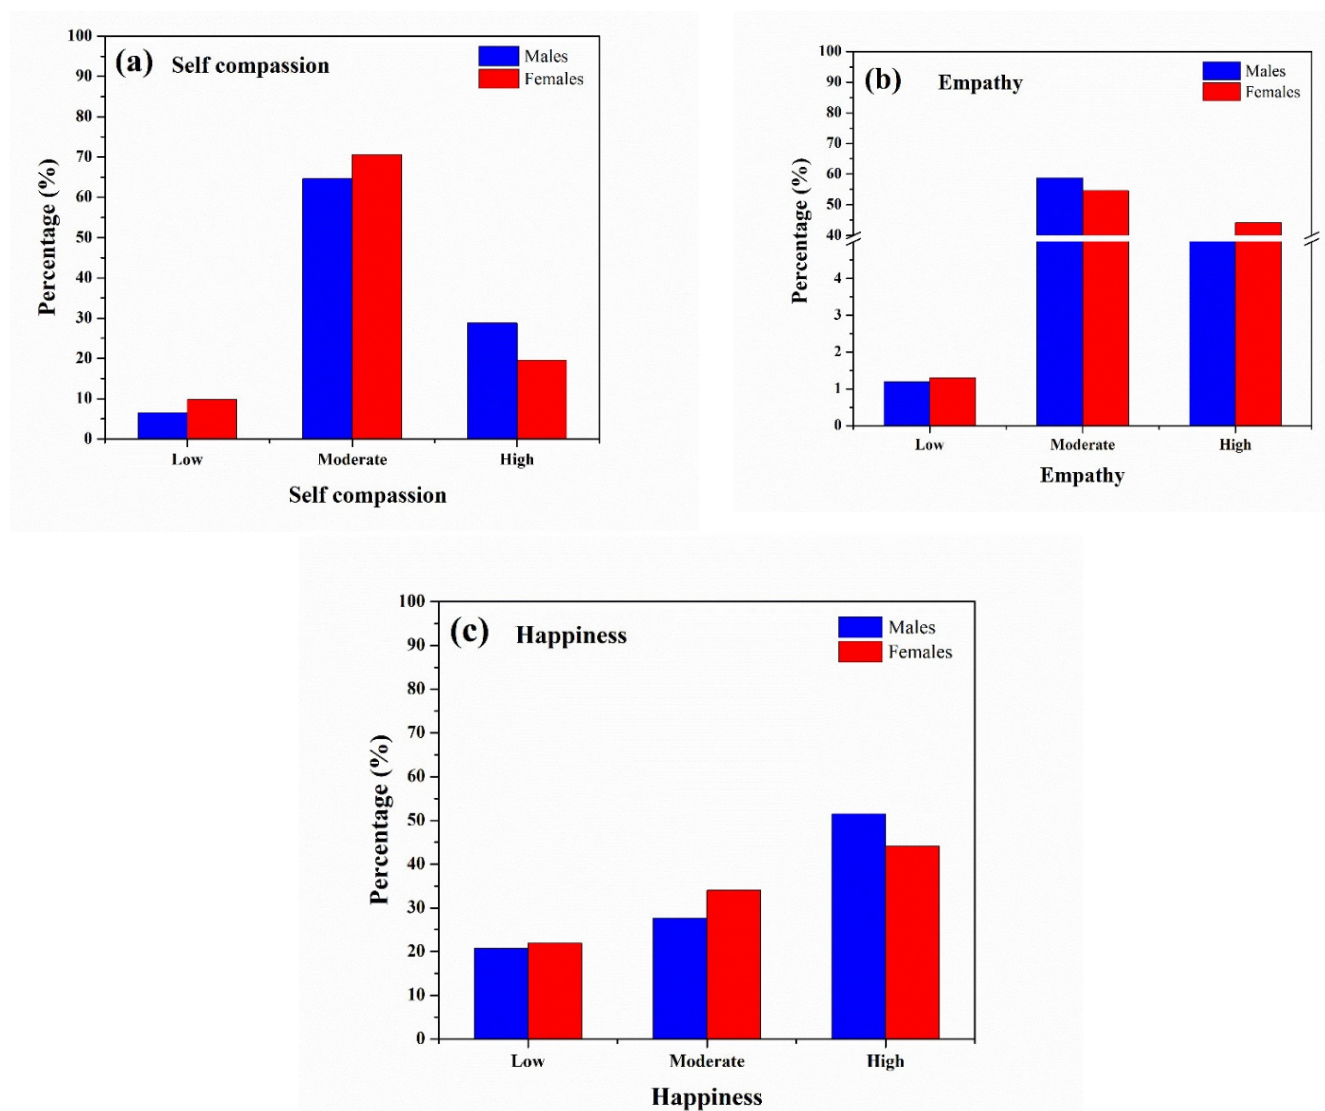 (a) Self compassion
Males
Females
100
90
80
70
60
50
40
30
20
10
0
Percentage (%)
Low Moderate High
Self compassion
(b) Empathy
Males
Females
100
90
80
70
60
50
40
4
3
2
1
0
Percentage (%)
Low Moderate High
Empathy
(c) Happiness
Males
Females
100
90
80
70
60
50
40
30
20
10
0
Percentage (%)
Low Moderate High
Happiness